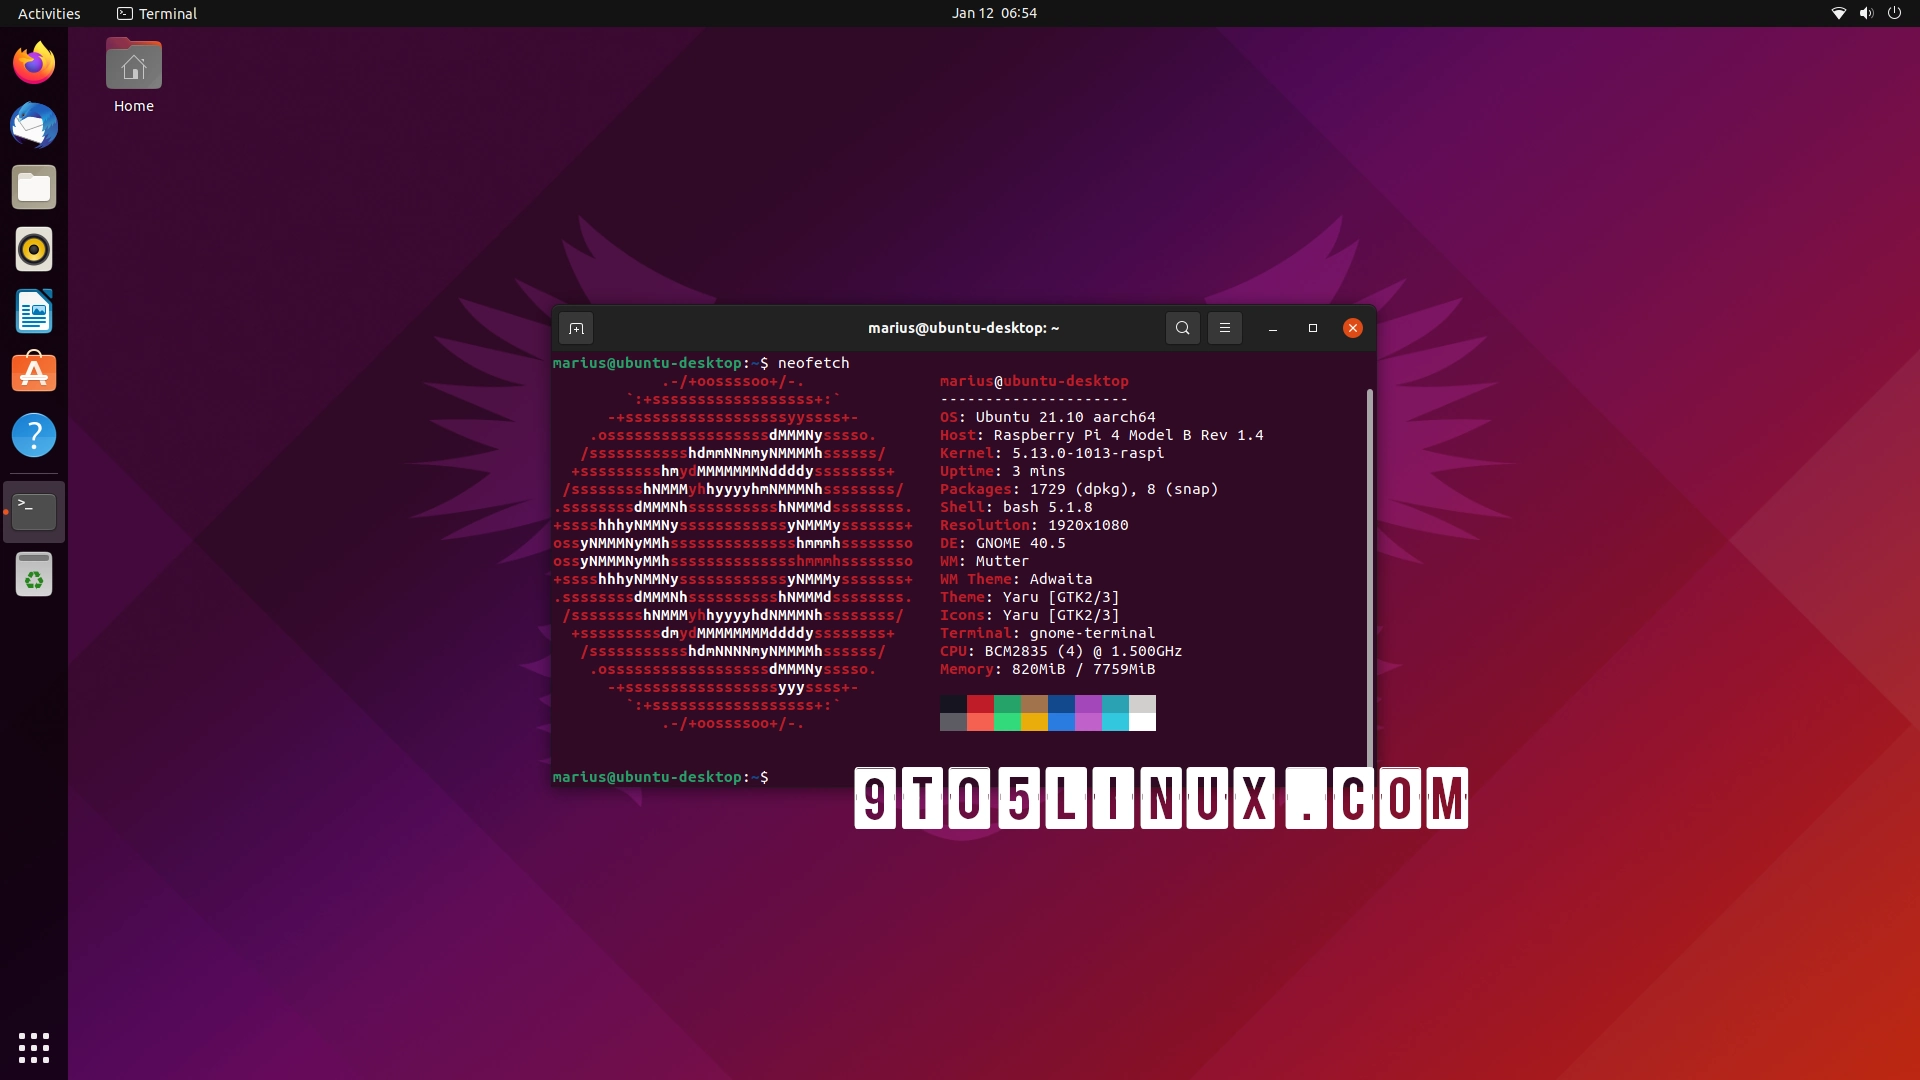 Activities
Terminal
Jan 12 06:54
Home
marius@ubuntu-desktop: ~
marius@ubuntu-desktop:~$ neofetch
.-/+oossssoo+/-. marius@ubuntu-desktop
`:+ssssssssssssssssss+:` ---------------------
-+ssssssssssssssssssyyssss+- OS: Ubuntu 21.10 aarch64
.ossssssssssssssssssdMMMNysssso. Host: Raspberry Pi 4 Model B Rev 1.4
/ssssssssssshdmmNNmmyNMMMMhssssss/ Kernel: 5.13.0-1013-raspi
+ssssssssshmydMMMMMMMNddddyssssssss+ Uptime: 3 mins
/sssssssshNMMMyhhyyyyhmNMMMNhssssssss/ Packages: 1729 (dpkg), 8 (snap)
.ssssssssdMMMNhsssssssssshNMMMdssssssss. Shell: bash 5.1.8
+sssshhhyNMMNyssssssssssssyNMMMysssssss+ Resolution: 1920x1080
ossyNMMMNyMMhsssssssssssssshmmmhssssssso DE: GNOME 40.5
ossyNMMMNyMMhsssssssssssssshmmmhssssssso WM: Mutter
+sssshhhyNMMNyssssssssssssyNMMMysssssss+ WM Theme: Adwaita
.ssssssssdMMMNhsssssssssshNMMMdssssssss. Theme: Yaru [GTK2/3]
/sssssssshNMMMyhhyyyyhdNMMMNhssssssss/ Icons: Yaru [GTK2/3]
+sssssssssdmydMMMMMMMMddddyssssssss+ Terminal: gnome-terminal
/ssssssssssshdmNNNNmyNMMMMhssssss/ CPU: BCM2835 (4) @ 1.500GHz
.ossssssssssssssssssdMMMNysssso. Memory: 820MiB / 7759MiB
-+sssssssssssssssssyyyssss+-
`:+ssssssssssssssssss+:`
.-/+oossssoo+/-.
marius@ubuntu-desktop:~$
9TO5LINUX.COM